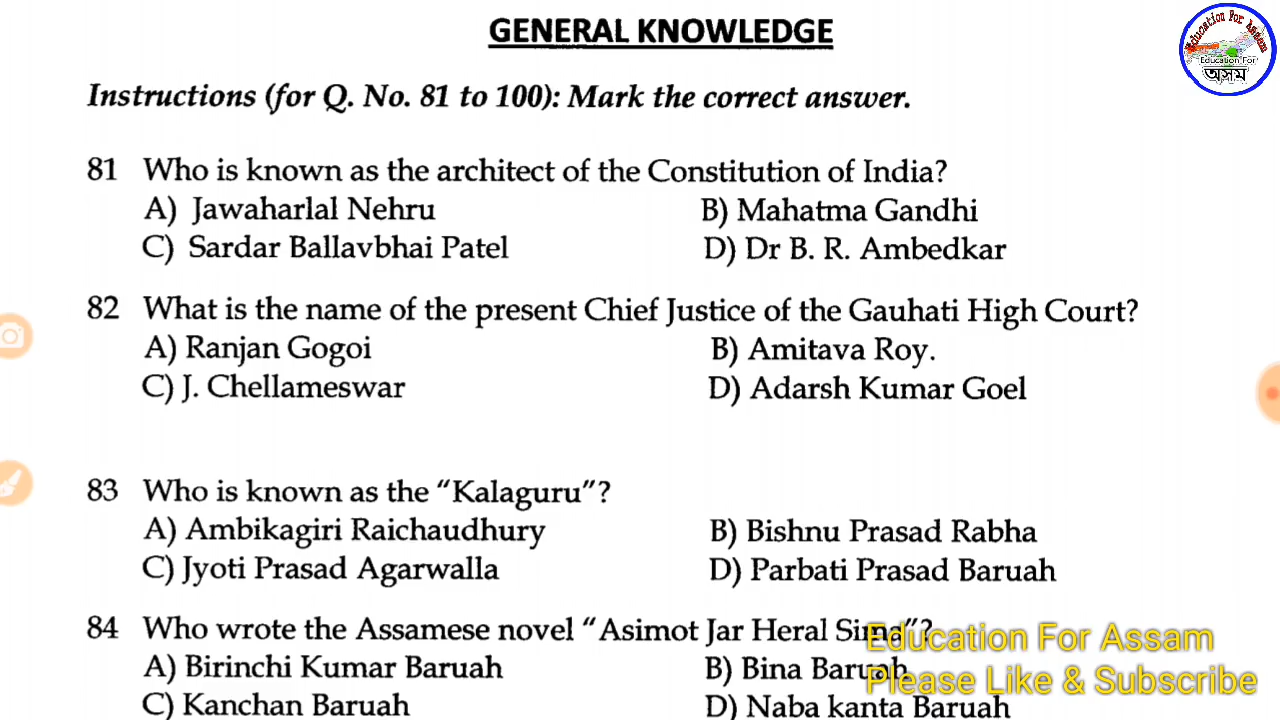 GENERAL KNOWLEDGE
Education For Assam
Education For
অসম
Instructions (for Q. No. 81 to 100): Mark the correct answer.
81 Who is known as the architect of the Constitution of India?
A) Jawaharlal Nehru B) Mahatma Gandhi
C) Sardar Ballavbhai Patel D) Dr B. R. Ambedkar
82 What is the name of the present Chief Justice of the Gauhati High Court?
A) Ranjan Gogoi B) Amitava Roy.
C) J. Chellameswar D) Adarsh Kumar Goel
83 Who is known as the “Kalaguru”?
A) Ambikagiri Raichaudhury B) Bishnu Prasad Rabha
C) Jyoti Prasad Agarwalla D) Parbati Prasad Baruah
84 Who wrote the Assamese novel “Asimot Jar Heral Sima”?
Education For Assam
A) Birinchi Kumar Baruah B) Bina Baruah
Please Like & Subscribe
C) Kanchan Baruah D) Naba kanta Baruah